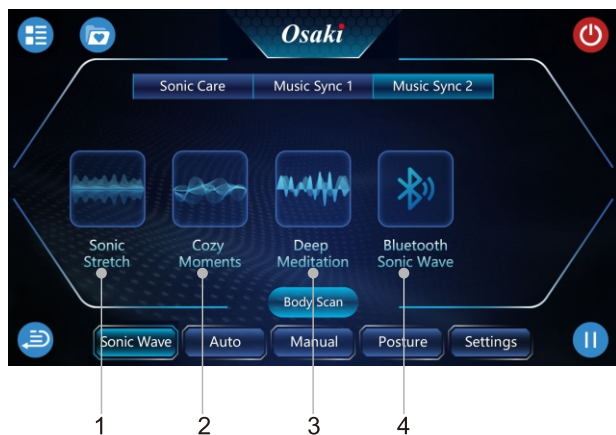 Osaki
Sonic Care Music Sync 1 Music Sync 2
Sonic Stretch
Cozy Moments
Deep Meditation
Bluetooth Sonic Wave
Body Scan
Sonic Wave Auto Manual Posture Settings
1 2 3 4